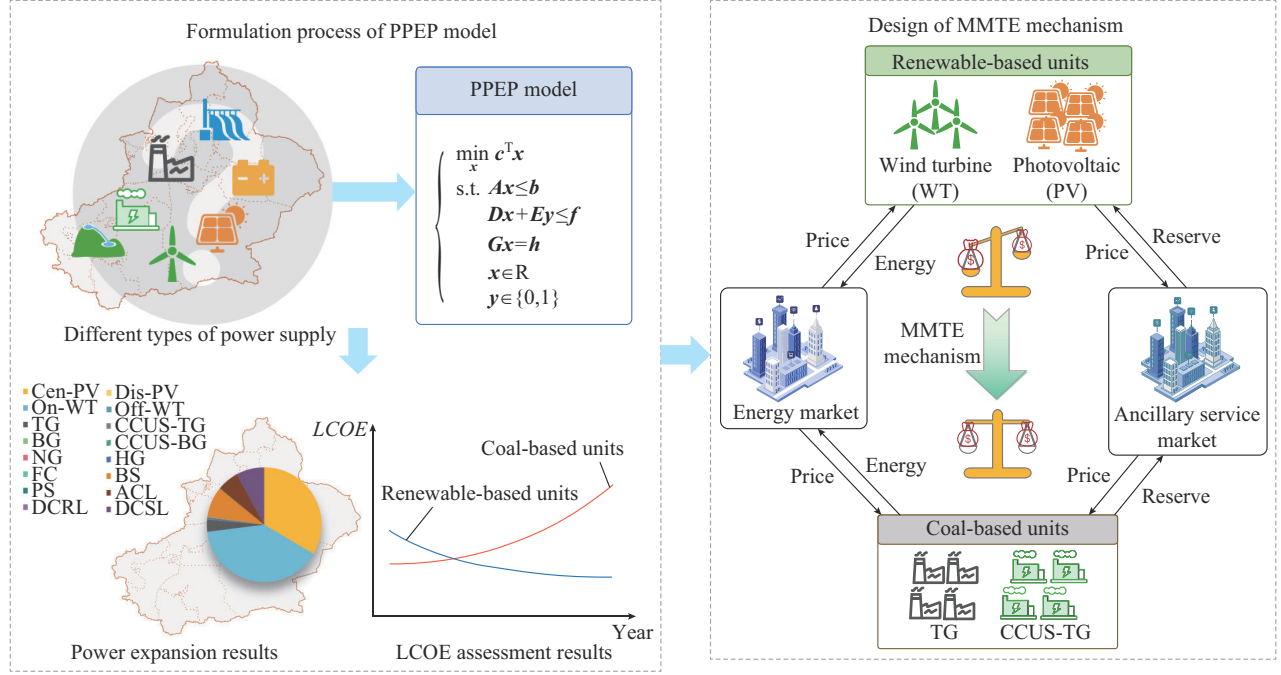 Formulation process of PPEP model
PPEP model
min c^T x
x
s.t. Ax≤b
Dx+Ey≤f
Gx=h
x∈R
y∈{0,1}
Different types of power supply
Cen-PV Dis-PV
On-WT Off-WT
TG CCUS-TG
BG CCUS-BG
NG HG
FC BS
PS ACL
DCRL DCSL
Power expansion results
LCOE
Coal-based units
Renewable-based units
Year
LCOE assessment results
Design of MMTE mechanism
Renewable-based units
Wind turbine
(WT)
Photovoltaic
(PV)
Price
Energy
Price
Reserve
MMTE
mechanism
Energy market
Ancillary service
market
Price
Energy
Price
Reserve
Coal-based units
TG
CCUS-TG